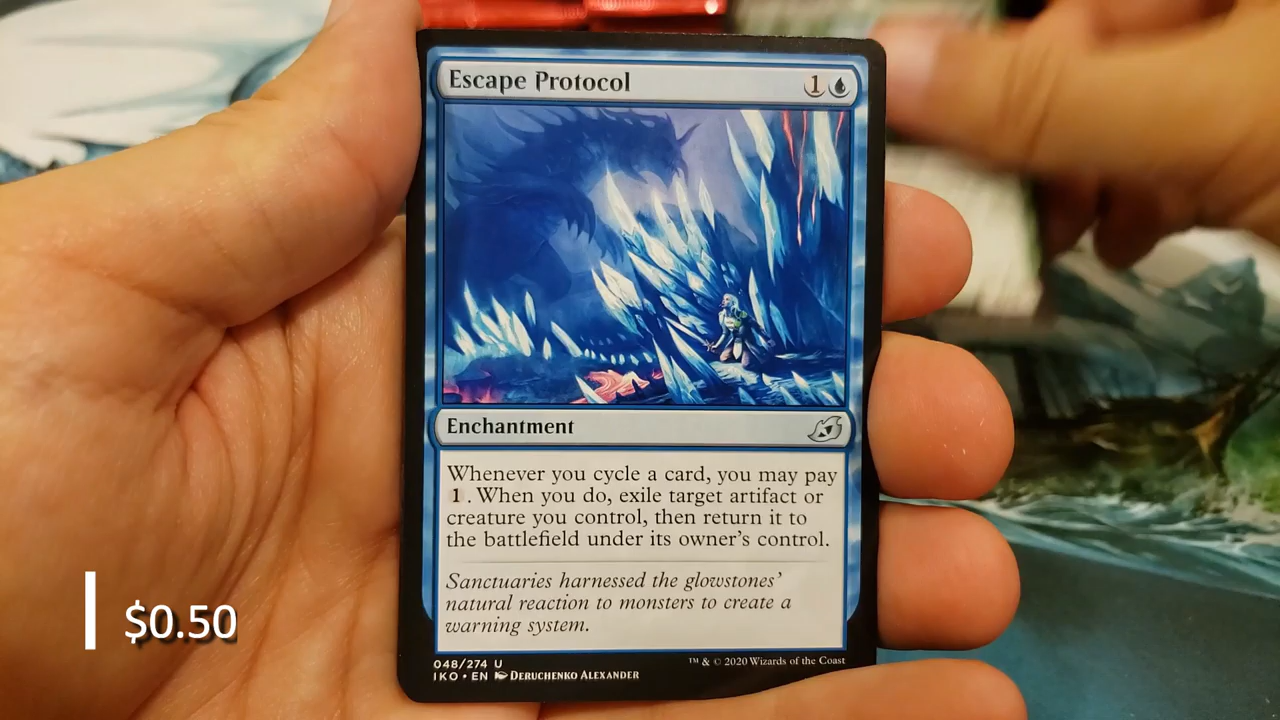 Escape Protocol 1
Enchantment
Whenever you cycle a card, you may pay
1. When you do, exile target artifact or
creature you control, then return it to
the battlefield under its owner's control.
Sanctuaries harnessed the glowstones'
natural reaction to monsters to create a
warning system.
048/274 U
IKO • EN DERUCHENKO ALEXANDER
™ & © 2020 Wizards of the Coast
$0.50